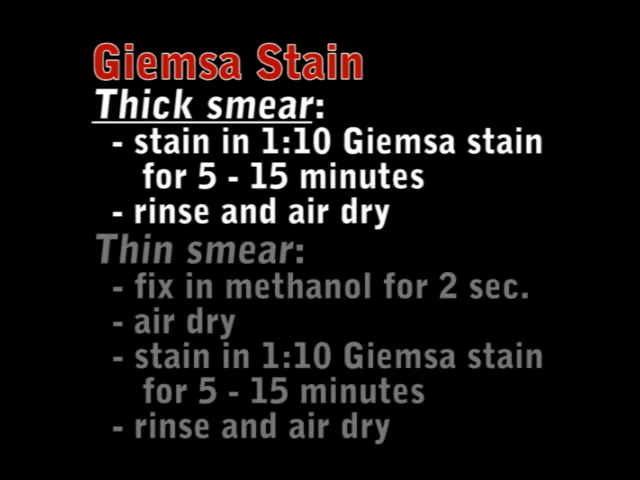 Giemsa Stain
Thick smear:
- stain in 1:10 Giemsa stain
for 5 - 15 minutes
- rinse and air dry
Thin smear:
- fix in methanol for 2 sec.
- air dry
- stain in 1:10 Giemsa stain
for 5 - 15 minutes
- rinse and air dry